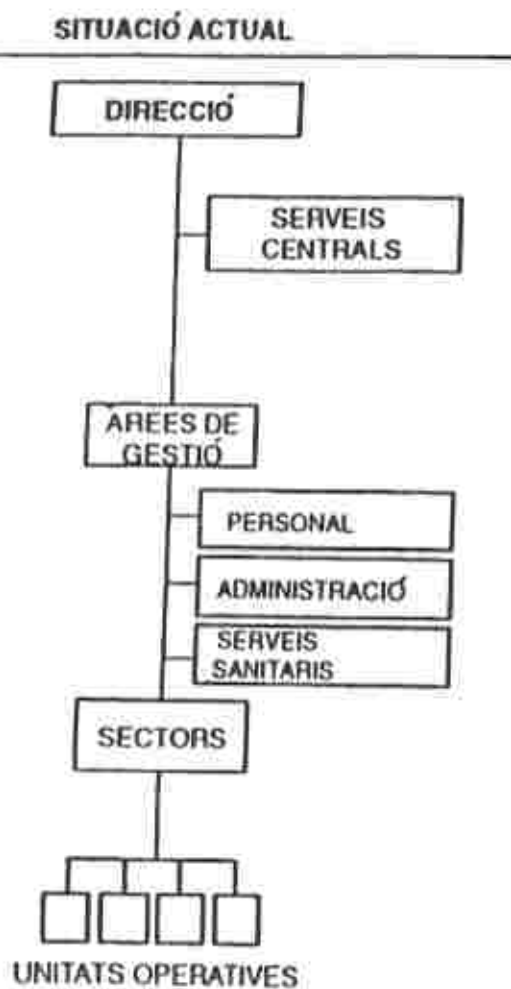 SITUACIÓ ACTUAL
DIRECCIÓ
SERVEIS
CENTRALS
ÀREES DE
GESTIÓ
PERSONAL
ADMINISTRACIÓ
SERVEIS
SANITARIS
SECTORS
UNITATS OPERATIVES